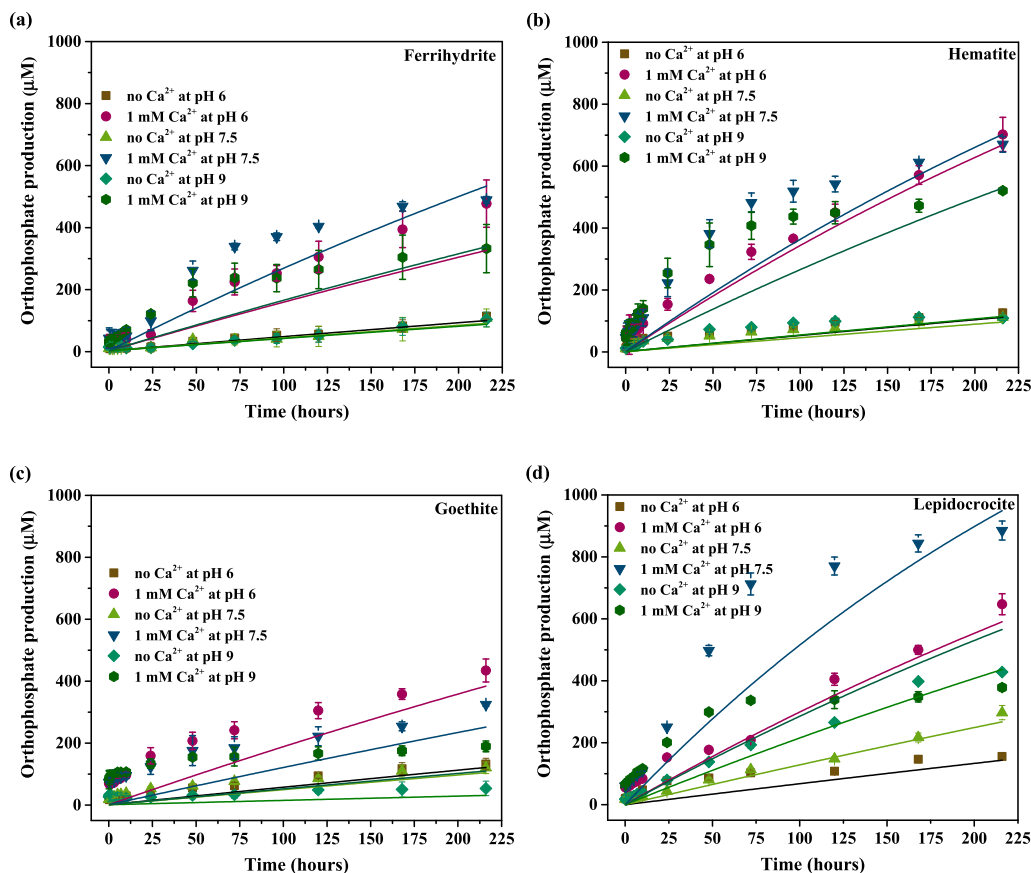 (a)
Ferrihydrite
no Ca²⁺ at pH 6
1 mM Ca²⁺ at pH 6
no Ca²⁺ at pH 7.5
1 mM Ca²⁺ at pH 7.5
no Ca²⁺ at pH 9
1 mM Ca²⁺ at pH 9
Orthophosphate production (μM)
1000
800
600
400
200
0
0 25 50 75 100 125 150 175 200 225
Time (hours)
(b)
Hematite
no Ca²⁺ at pH 6
1 mM Ca²⁺ at pH 6
no Ca²⁺ at pH 7.5
1 mM Ca²⁺ at pH 7.5
no Ca²⁺ at pH 9
1 mM Ca²⁺ at pH 9
Orthophosphate production (μM)
1000
800
600
400
200
0
0 25 50 75 100 125 150 175 200 225
Time (hours)
(c)
Goethite
no Ca²⁺ at pH 6
1 mM Ca²⁺ at pH 6
no Ca²⁺ at pH 7.5
1 mM Ca²⁺ at pH 7.5
no Ca²⁺ at pH 9
1 mM Ca²⁺ at pH 9
Orthophosphate production (μM)
1000
800
600
400
200
0
0 25 50 75 100 125 150 175 200 225
Time (hours)
(d)
Lepidocrocite
no Ca²⁺ at pH 6
1 mM Ca²⁺ at pH 6
no Ca²⁺ at pH 7.5
1 mM Ca²⁺ at pH 7.5
no Ca²⁺ at pH 9
1 mM Ca²⁺ at pH 9
Orthophosphate production (μM)
1000
800
600
400
200
0
0 25 50 75 100 125 150 175 200 225
Time (hours)